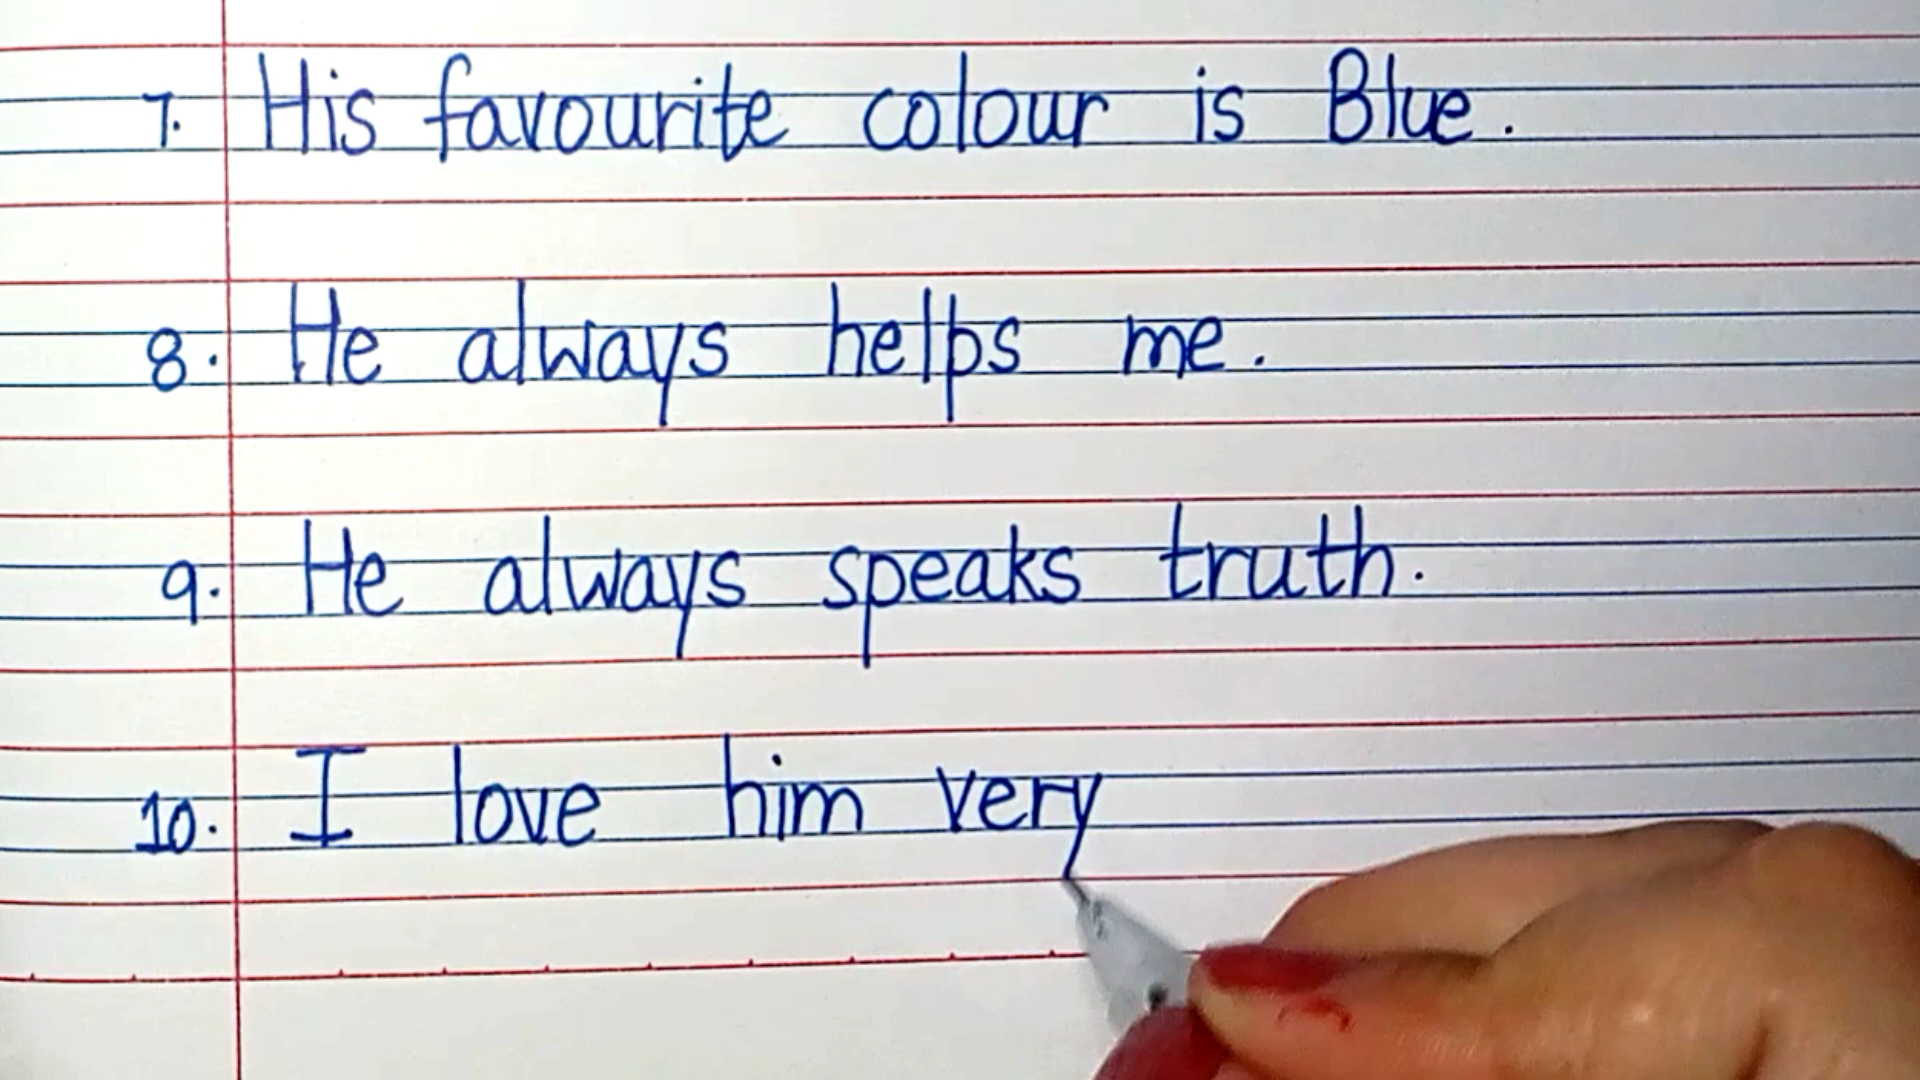 7. His favourite colour is Blue.
8. He always helps me.
9. He always speaks truth.
10. I love him very